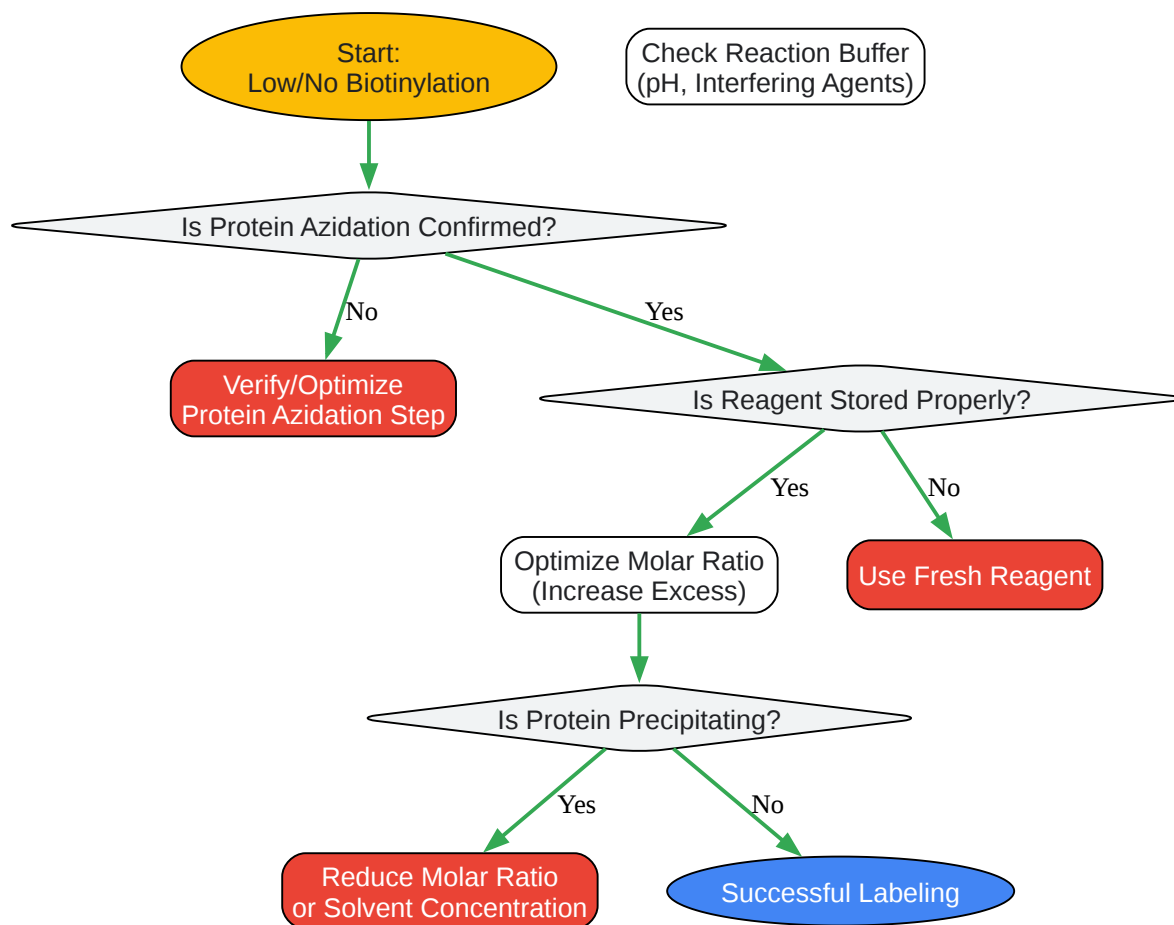 Start:
Low/No Biotinylation
Check Reaction Buffer
(pH, Interfering Agents)
Is Protein Azidation Confirmed?
No
Yes
Verify/Optimize
Protein Azidation Step
Is Reagent Stored Properly?
Yes
No
Optimize Molar Ratio
(Increase Excess)
Use Fresh Reagent
Is Protein Precipitating?
Yes
No
Reduce Molar Ratio
or Solvent Concentration
Successful Labeling